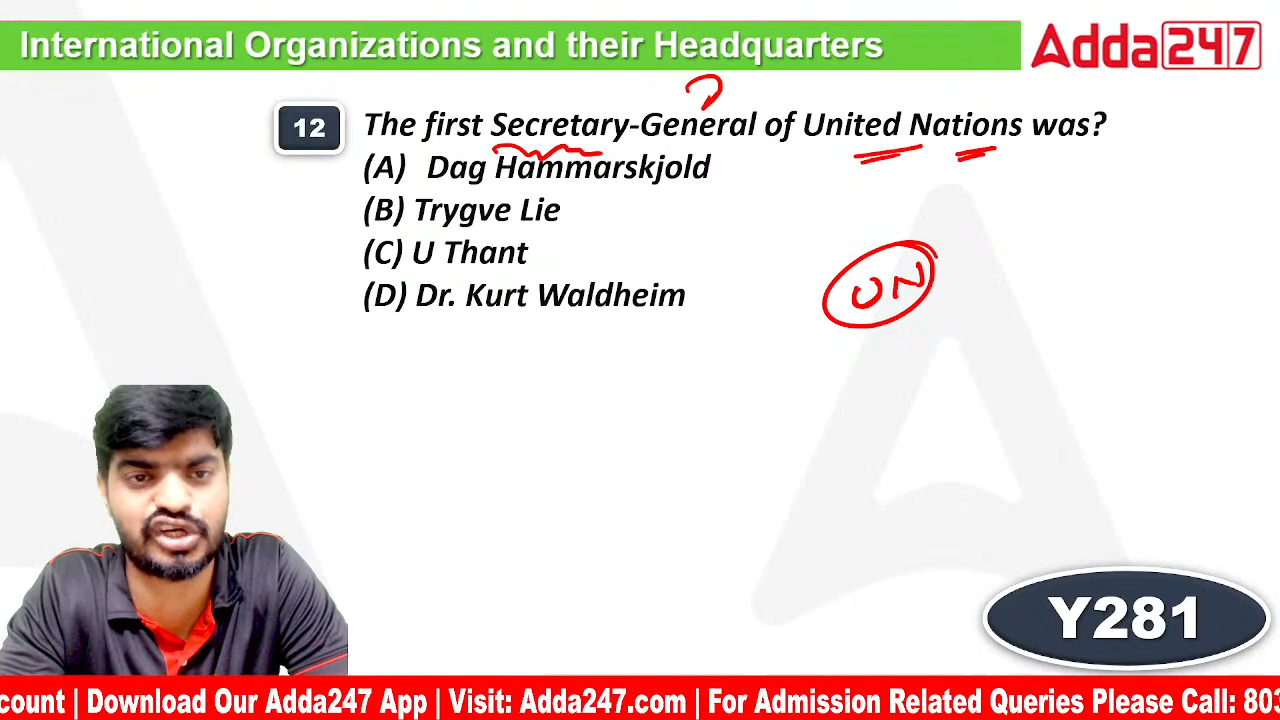 International Organizations and their Headquarters
Adda247
12 The first Secretary-General of United Nations was?
(A) Dag Hammarskjold
(B) Trygve Lie
(C) U Thant
(D) Dr. Kurt Waldheim
UN
Y281
count | Download Our Adda247 App | Visit: Adda247.com | For Admission Related Queries Please Call: 803